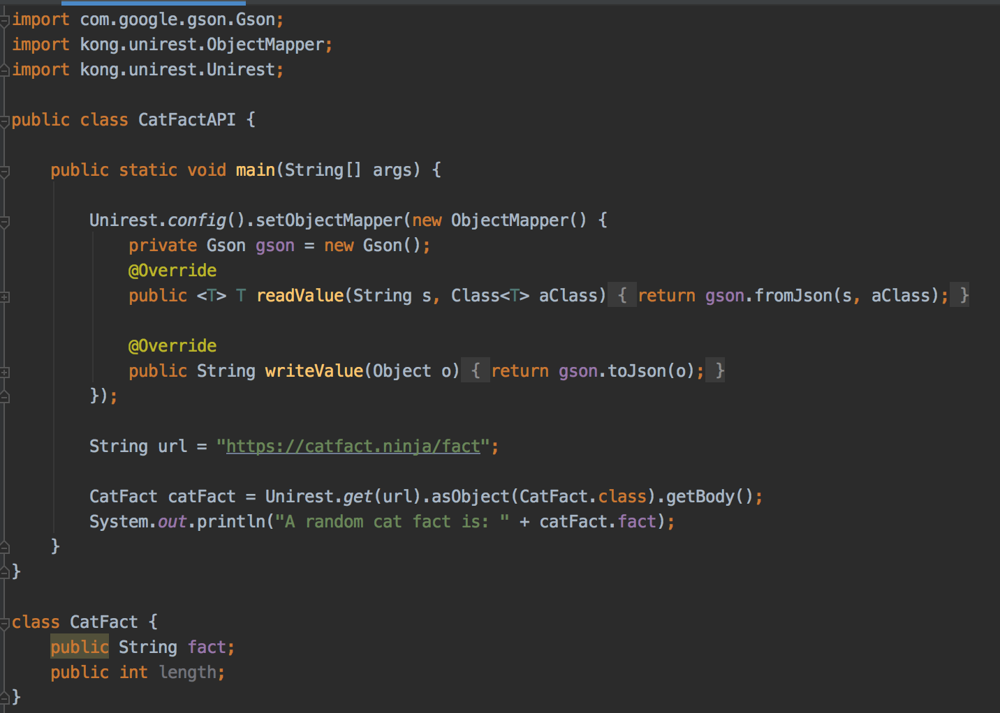 import com.google.gson.Gson;
import kong.unirest.ObjectMapper;
import kong.unirest.Unirest;
public class CatFactAPI {
public static void main(String[] args) {
Unirest.config().setObjectMapper(new ObjectMapper() {
private Gson gson = new Gson();
@Override
public <T> T readValue(String s, Class<T> aClass) { return gson.fromJson(s, aClass); }
@Override
public String writeValue(Object o) { return gson.toJson(o); }
});
String url = "https://catfact.ninja/fact";
CatFact catFact = Unirest.get(url).asObject(CatFact.class).getBody();
System.out.println("A random cat fact is: " + catFact.fact);
}
}
class CatFact {
public String fact;
public int length;
}